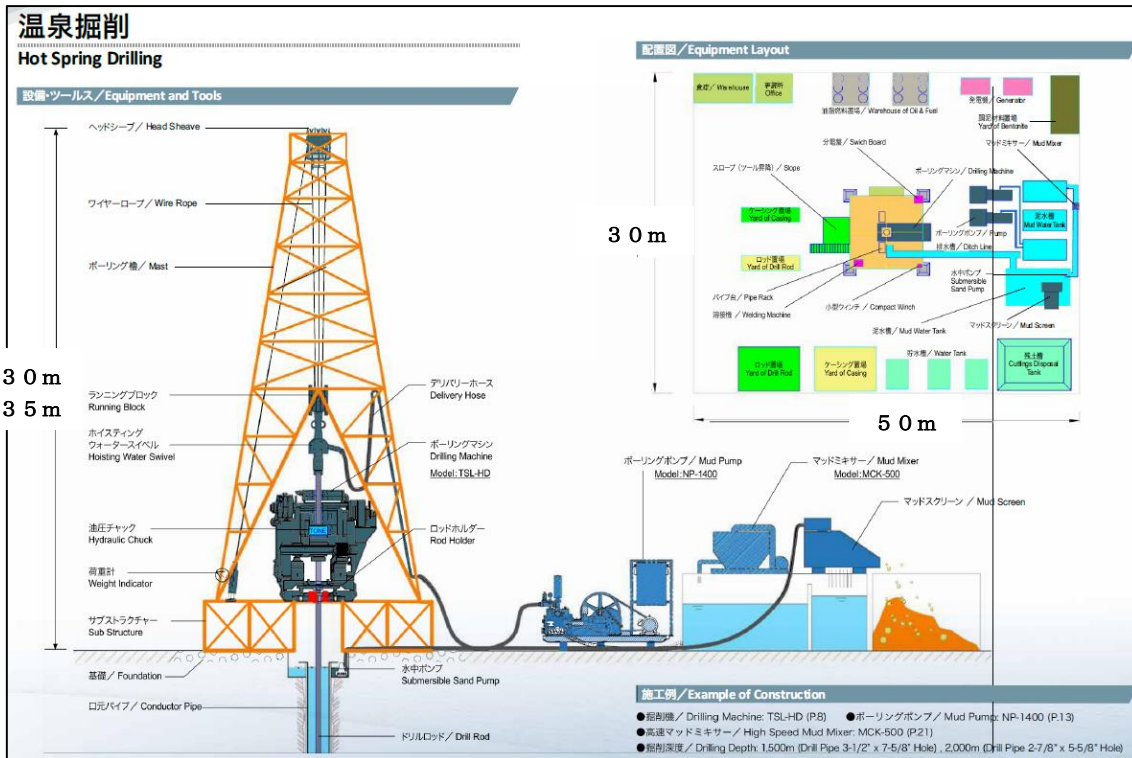 温泉掘削
Hot Spring Drilling
設備・ツールス／Equipment and Tools
ヘッドシーブ／Head Sheave
ワイヤーロープ／Wire Rope
ボーリング櫓／Mast
３０ｍ
３５ｍ
ランニングブロック
Running Block
ホイスティング
ウォータースイベル
Hoisting Water Swivel
油圧チャック
Hydraulic Chuck
荷重計
Weight Indicator
サブストラクチャー
Sub Structure
基礎／Foundation
口元パイプ／Conductor Pipe
デリバリーホース
Delivery Hose
ボーリングマシン
Drilling Machine
Model:TSL-HD
TONE
ロッドホルダー
Rod Holder
水中ポンプ
Submersible Sand Pump
ドリルロッド／Drill Rod
配置図／Equipment Layout
３０ｍ
倉庫／Warehouse
事務所
Office
油脂燃料置場／Warehouse of Oil & Fuel
発電機／Generator
Yard of Bentonite
マッドミキサー／Mud Mixer
分電盤／Swich Board
スロープ（ツール昇降）／Slope
ボーリングマシン／Drilling Machine
ケーシング置場
Yard of Casing
泥水槽
Mud Water Tank
ボーリングポンプ／Pump
排水槽／Ditch Line
ロッド置場
Yard of Drill Rod
水中ポンプ
Submersible
Sand Pump
パイプ台／Pipe Rack
小型ウィンチ／Compact Winch
溶接機／Welding Machine
泥水槽／Mud Water Tank
マッドスクリーン／Mud Screen
ロッド置場
Yard of Drill Rod
ケーシング置場
Yard of Casing
貯水槽／Water Tank
残土槽
Cuttings Disposal
Tank
５０ｍ
ボーリングポンプ／Mud Pump
Model:NP-1400
マッドミキサー／Mud Mixer
Model:MCK-500
マッドスクリーン／Mud Screen
施工例／Example of Construction
●掘削機／Drilling Machine: TSL-HD (P.8) ●ボーリングポンプ／Mud Pump: NP-1400 (P.13)
●高速マッドミキサー／High Speed Mud Mixer: MCK-500 (P.21)
●掘削深度／Drilling Depth: 1,500m (Drill Pipe 3-1/2" x 7-5/8" Hole) , 2,000m (Drill Pipe 2-7/8" x 5-5/8" Hole)